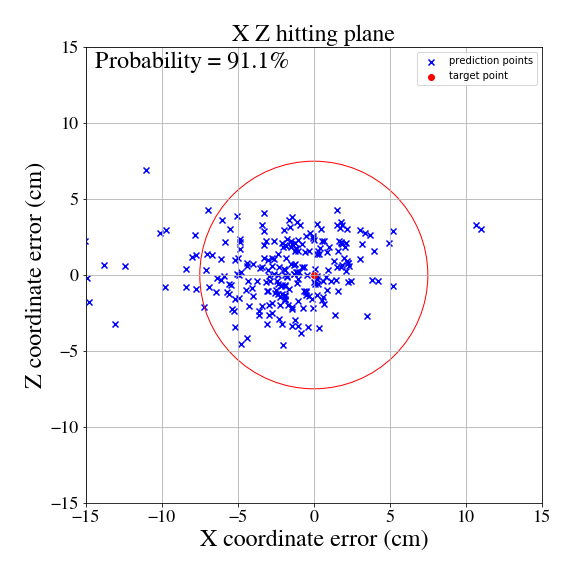 X Z hitting plane
Probability = 91.1%
prediction points
target point
Z coordinate error (cm)
15
10
5
0
−5
−10
−15
−15
−10
−5
0
5
10
15
X coordinate error (cm)